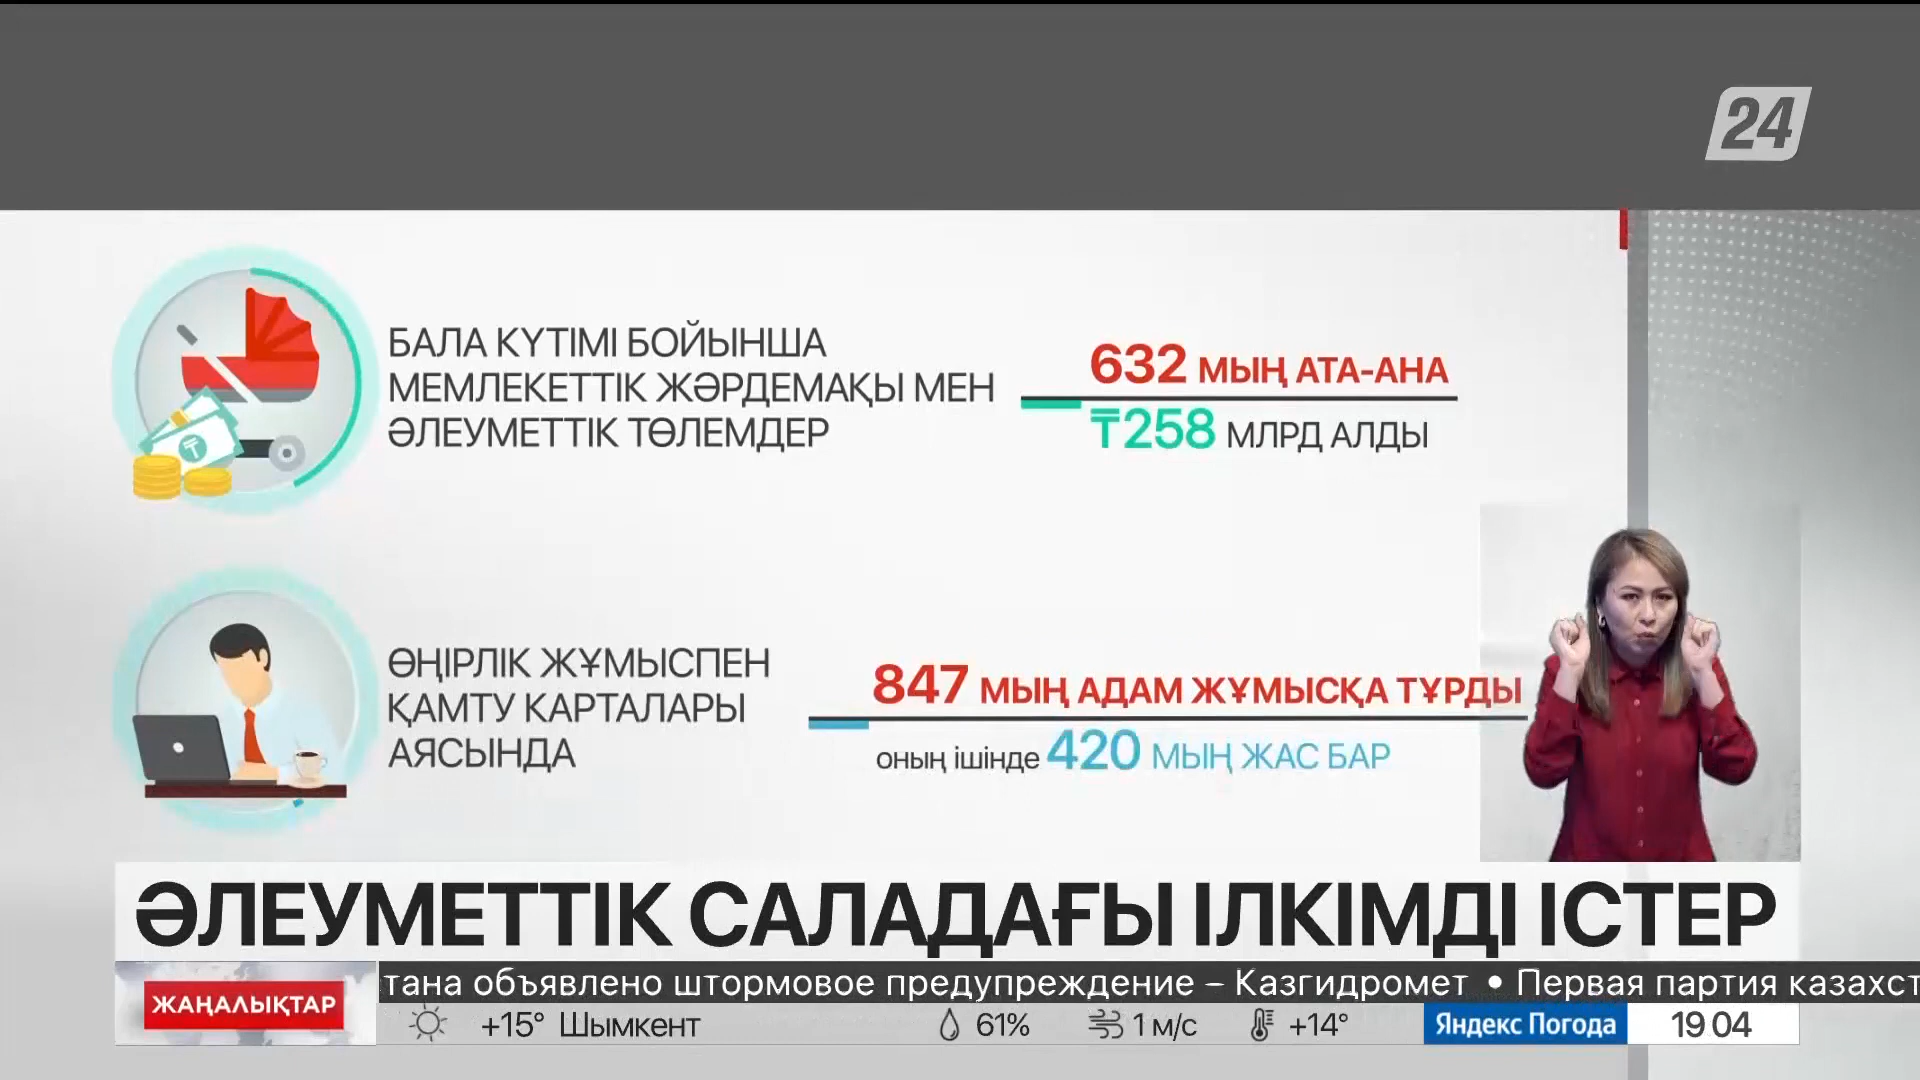 24
БАЛА КҮТІМІ БОЙЫНША
МЕМЛЕКЕТТІК ЖӘРДЕМАҚЫ МЕН
ӘЛЕУМЕТТІК ТӨЛЕМДЕР
632 МЫҢ АТА-АНА
₸258 МЛРД АЛДЫ
ӨҢІРЛІК ЖҰМЫСПЕН
ҚАМТУ КАРТАЛАРЫ
АЯСЫНДА
847 МЫҢ АДАМ ЖҰМЫСҚА ТҰРДЫ
оның ішінде 420 МЫҢ ЖАС БАР
ӘЛЕУМЕТТІК САЛАДАҒЫ ІЛКІМДІ ІСТЕР
тана объявлено штормовое предупреждение – Казгидромет • Первая партия казахст
ЖАҢАЛЫҚТАР
+15° Шымкент 61% 1 м/с +14° Яндекс Погода 19 04